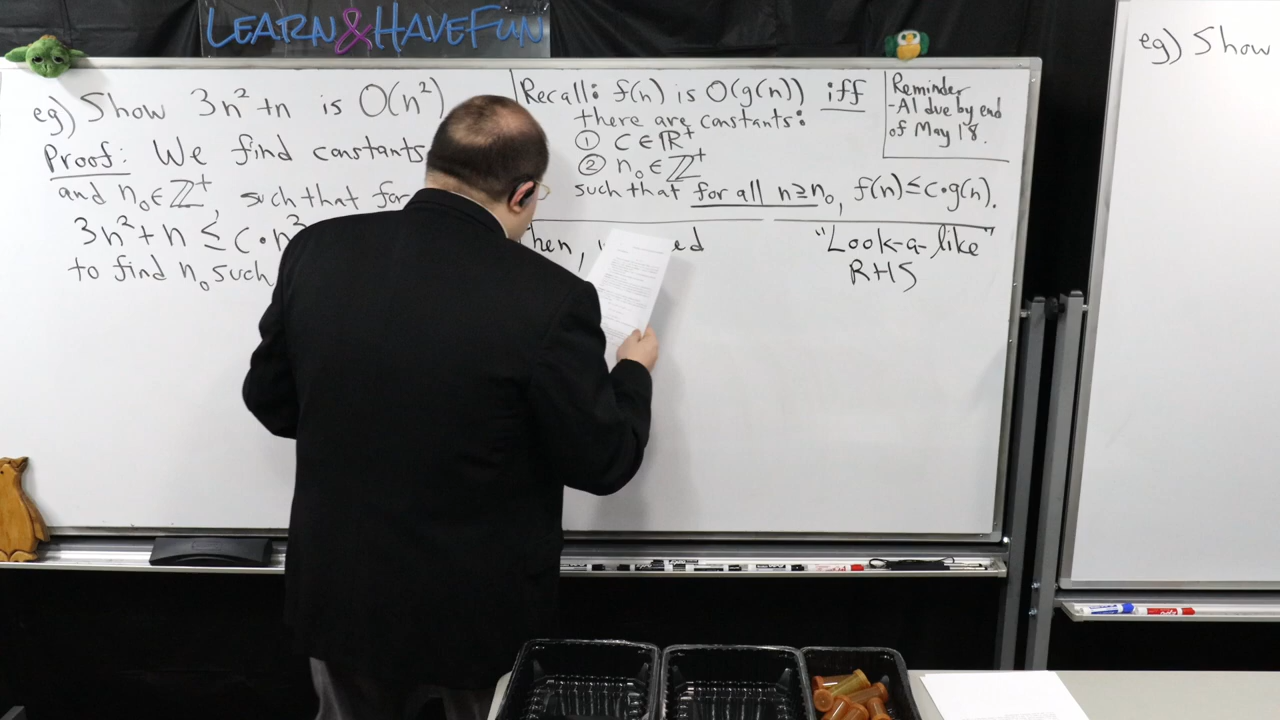 LEARN & HAVE FUN
eg) Show 3n² + n is O(n²)
Proof: We find constants
and n₀ ∈ ℤ⁺, such that for
3n² + n ≤ c·n²
to find n₀ such
Recall: f(n) is O(g(n)) iff
there are constants:
① C ∈ ℝ⁺
② n₀ ∈ ℤ⁺
such that for all n ≥ n₀, f(n) ≤ c·g(n).
Reminder
- A1 due by end
of May 18.
"Look-a-like"
RHS
eg) Show